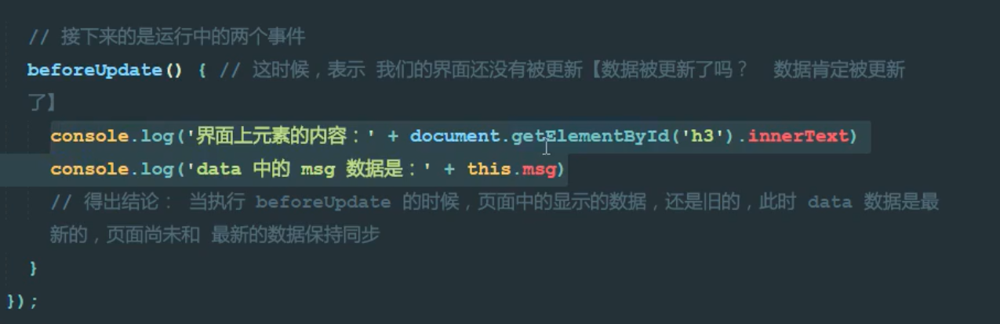 // 接下来的是运行中的两个事件
beforeUpdate() { // 这时候，表示 我们的界面还没有被更新【数据被更新了吗？  数据肯定被更新
了】
console.log('界面上元素的内容：' + document.getElementById('h3').innerText)
console.log('data 中的 msg 数据是：' + this.msg)
// 得出结论： 当执行 beforeUpdate 的时候，页面中的显示的数据，还是旧的，此时 data 数据是最
新的，页面尚未和 最新的数据保持同步
}
});